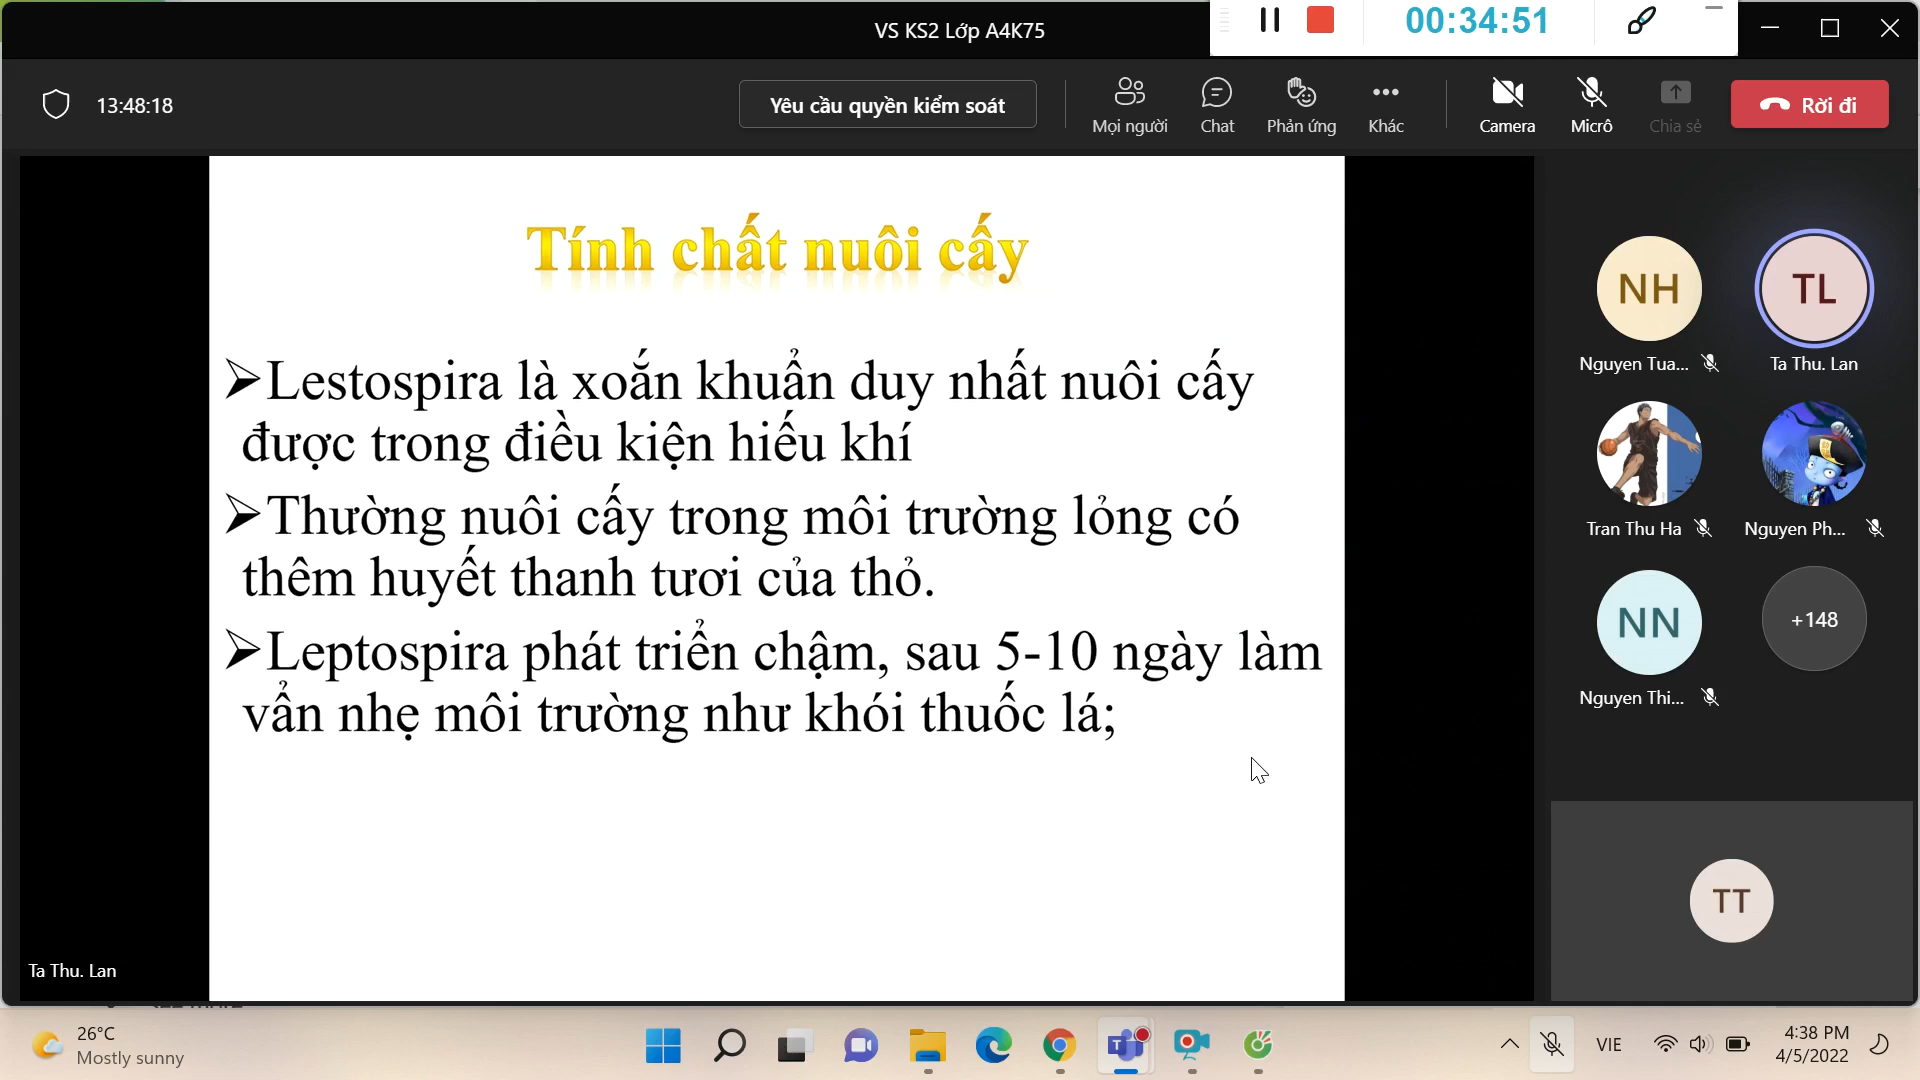 VS KS2 Lớp A4K75
00:34:51
13:48:18
Yêu cầu quyền kiểm soát
Mọi người
Chat
Phản ứng
Khác
Camera
Micrô
Chia sẻ
Rời đi
Tính chất nuôi cấy
➢Lestospira là xoắn khuẩn duy nhất nuôi cấy
được trong điều kiện hiếu khí
➢Thường nuôi cấy trong môi trường lỏng có
thêm huyết thanh tươi của thỏ.
➢Leptospira phát triển chậm, sau 5-10 ngày làm
vẩn nhẹ môi trường như khói thuốc lá;
Ta Thu. Lan
NH
TL
Nguyen Tua...
Ta Thu. Lan
Tran Thu Ha
Nguyen Ph...
NN
+148
Nguyen Thi...
TT
26°C
Mostly sunny
VIE
4:38 PM
4/5/2022